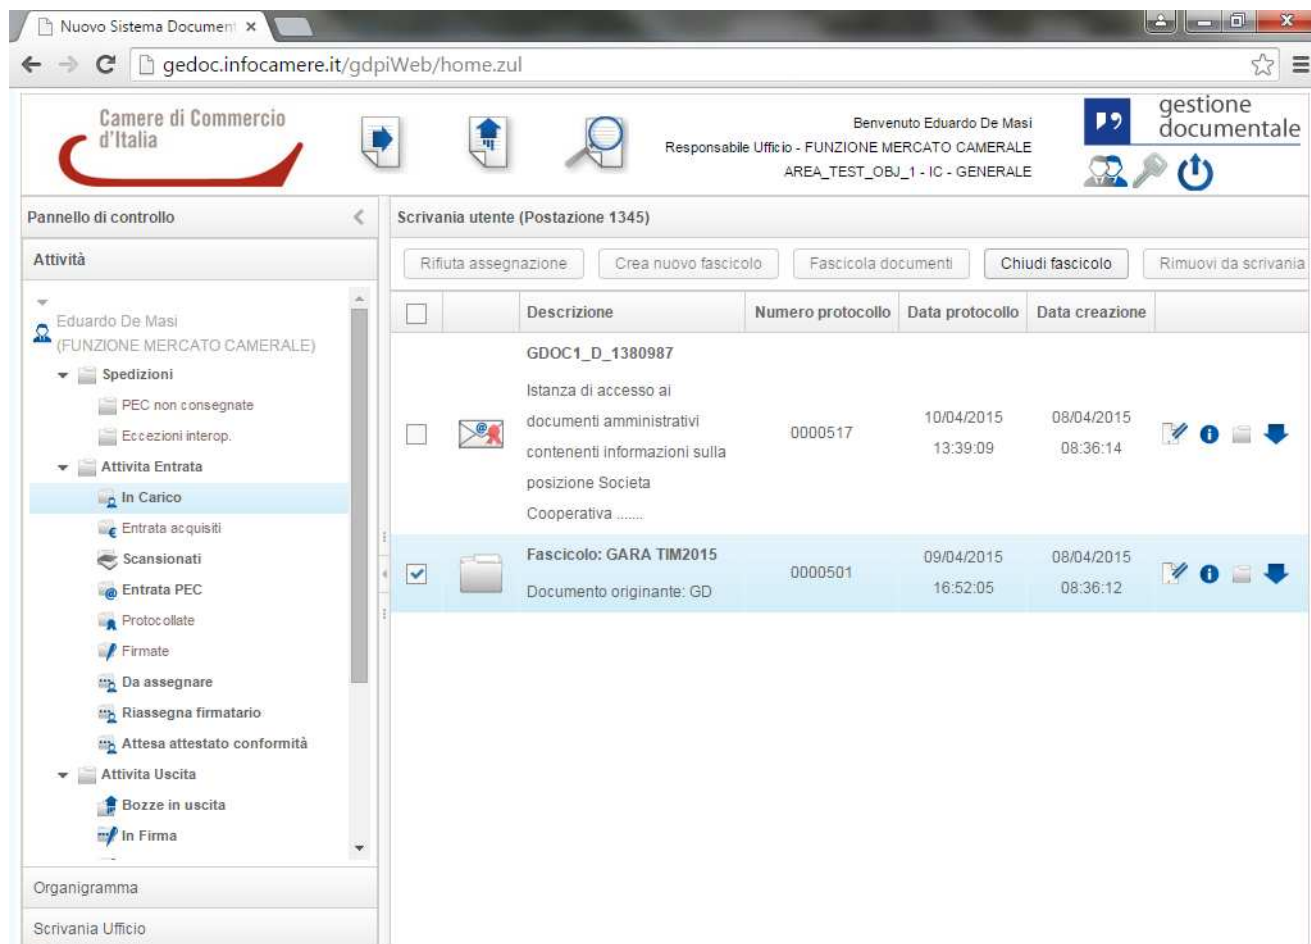 Nuovo Sistema Document
gedoc.infocamere.it/gdpiWeb/home.zul
Camere di Commercio
d'Italia
Benvenuto Eduardo De Masi
Responsabile Ufficio - FUNZIONE MERCATO CAMERALE
AREA_TEST_OBJ_1 - IC - GENERALE
gestione
documentale
Pannello di controllo
Scrivania utente (Postazione 1345)
Attività
Rifiuta assegnazione Crea nuovo fascicolo Fascicola documenti Chiudi fascicolo Rimuovi da scrivania
Eduardo De Masi
(FUNZIONE MERCATO CAMERALE)
Spedizioni
PEC non consegnate
Eccezioni interop.
Attivita Entrata
In Carico
Entrata acquisiti
Scansionati
Entrata PEC
Protocollate
Firmate
Da assegnare
Riassegna firmatario
Attesa attestato conformità
Attivita Uscita
Bozze in uscita
In Firma
Organigramma
Scrivania Ufficio
Descrizione Numero protocollo Data protocollo Data creazione
GDOC1_D_1380987
Istanza di accesso ai
documenti amministrativi
contenenti informazioni sulla
posizione Societa
Cooperativa .......
0000517
10/04/2015
13:39:09
08/04/2015
08:36:14
Fascicolo: GARA TIM2015
Documento originante: GD
0000501
09/04/2015
16:52:05
08/04/2015
08:36:12